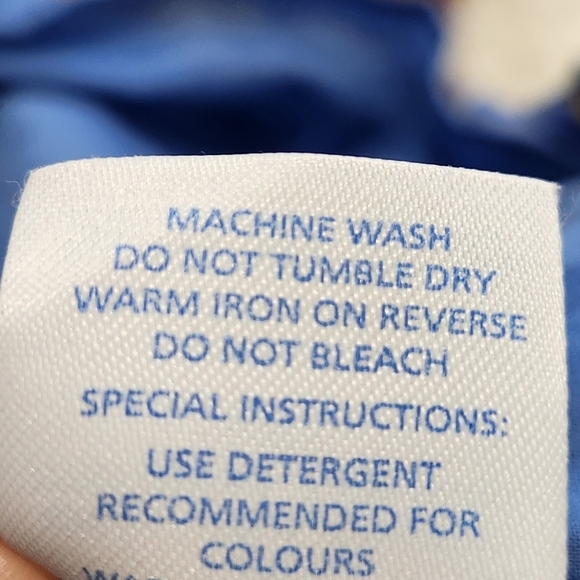 MACHINE WASH
DO NOT TUMBLE DRY
WARM IRON ON REVERSE
DO NOT BLEACH
SPECIAL INSTRUCTIONS:
USE DETERGENT
RECOMMENDED FOR
COLOURS